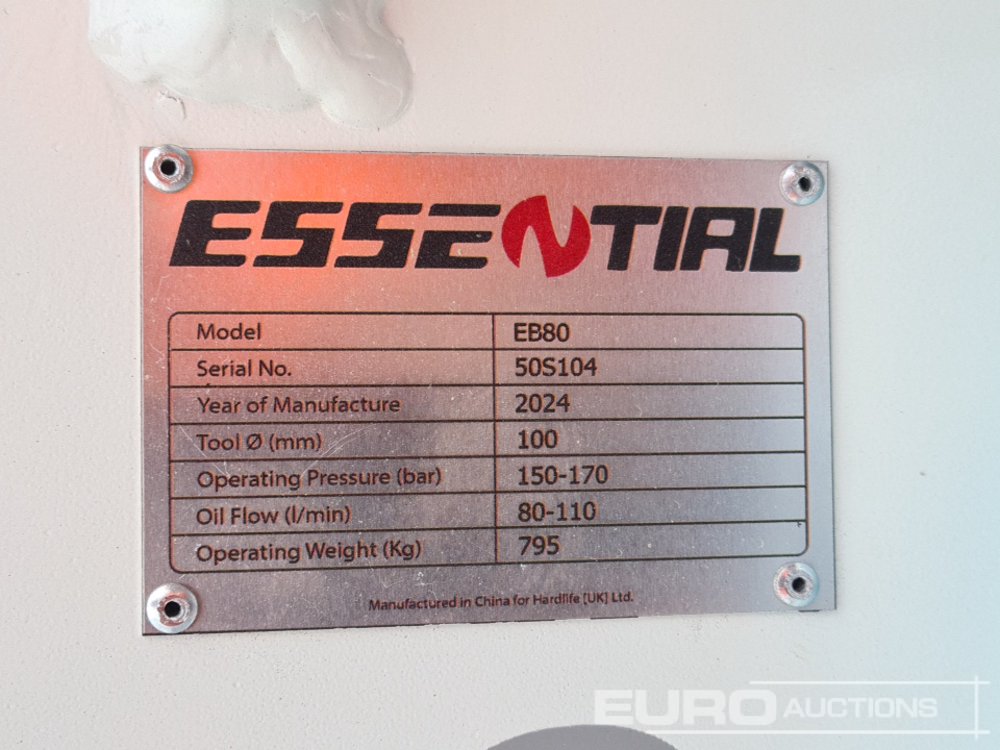 ESSENTIAL
Model EB80
Serial No. 50S104
Year of Manufacture 2024
Tool Ø (mm) 100
Operating Pressure (bar) 150-170
Oil Flow (l/min) 80-110
Operating Weight (Kg) 795
Manufactured in China for Hardlife [UK] Ltd.
EURO AUCTIONS